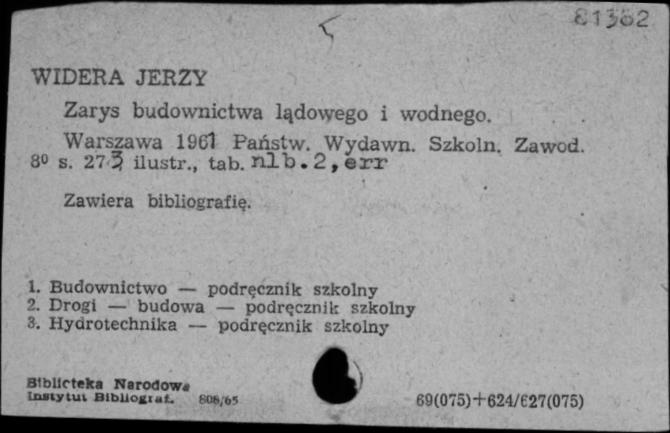 81362
5
WIDERA JERZY
Zarys budownictwa lądowego i wodnego.
Warszawa 1961 Państw. Wydawn. Szkoln. Zawod.
8⁰ s. 273 ilustr., tab. nlb.2,err
Zawiera bibliografię.
1. Budownictwo — podręcznik szkolny
2. Drogi — budowa — podręcznik szkolny
3. Hydrotechnika — podręcznik szkolny
Biblioteka Narodowa
Instytut Bibliograf. 808/65 69(075)+624/627(075)